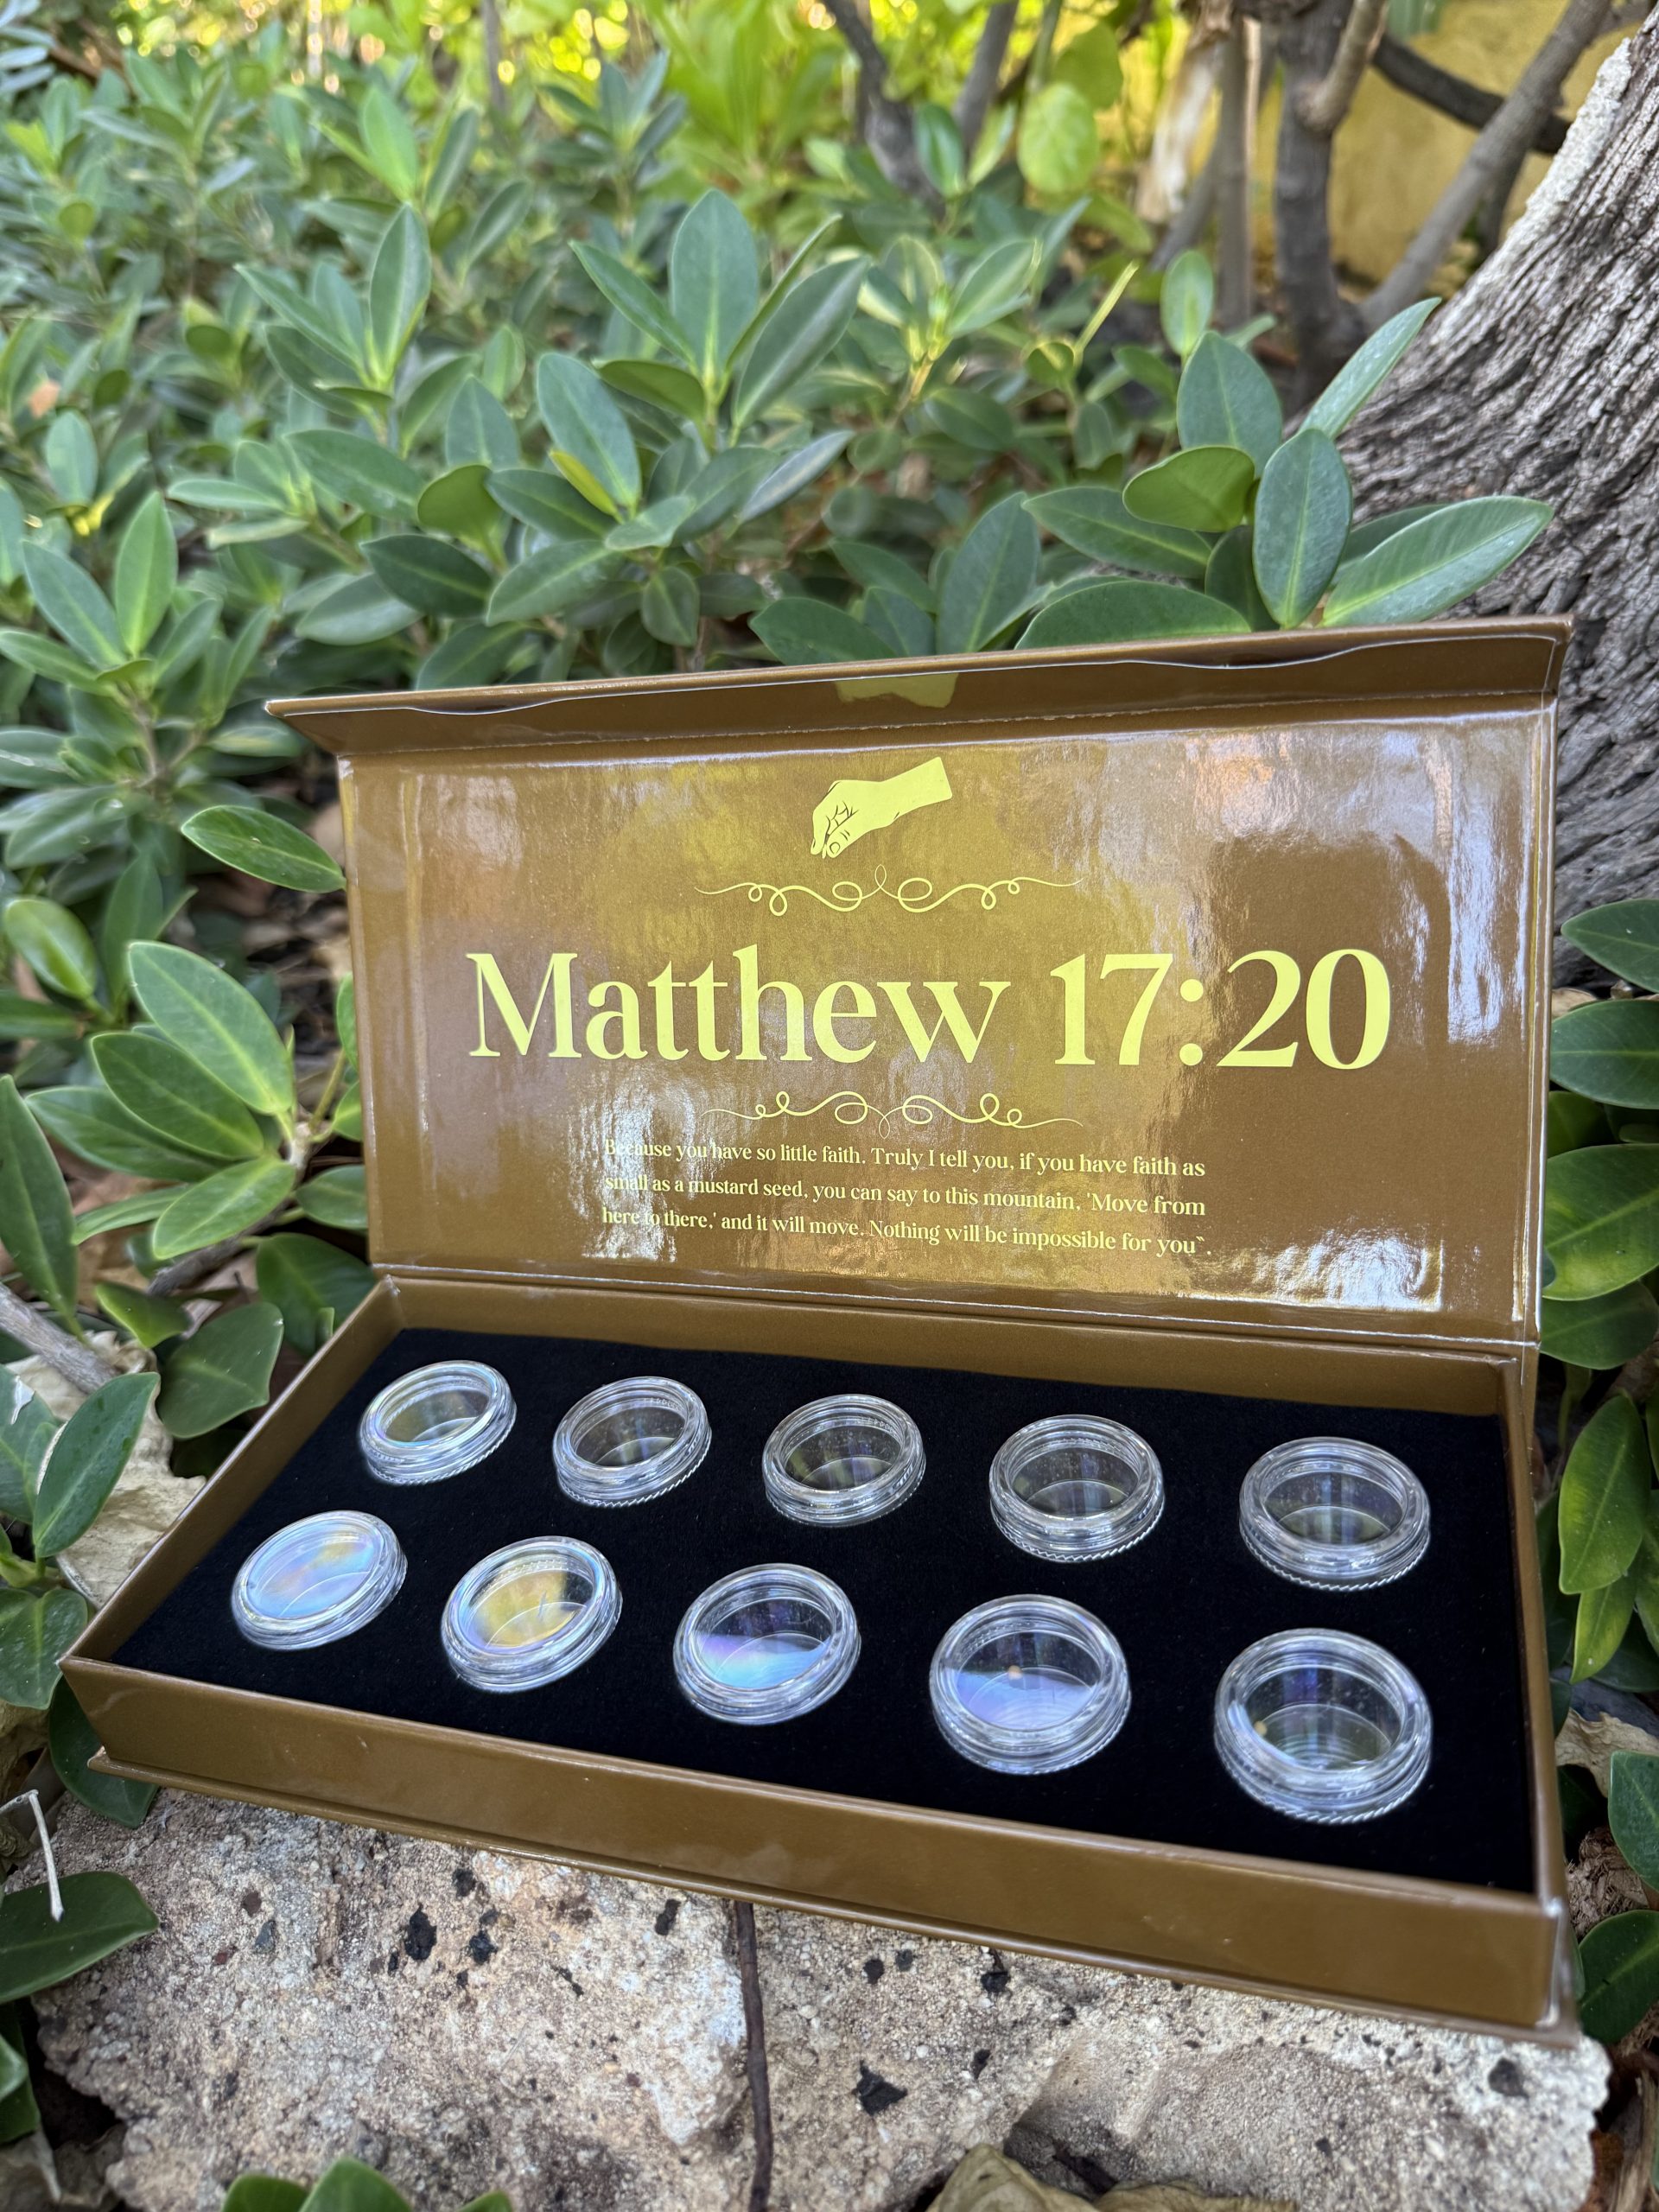 Matthew 17:20
Because you have so little faith. Truly I tell you, if you have faith as
small as a mustard seed, you can say to this mountain, 'Move from
here to there,' and it will move. Nothing will be impossible for you".